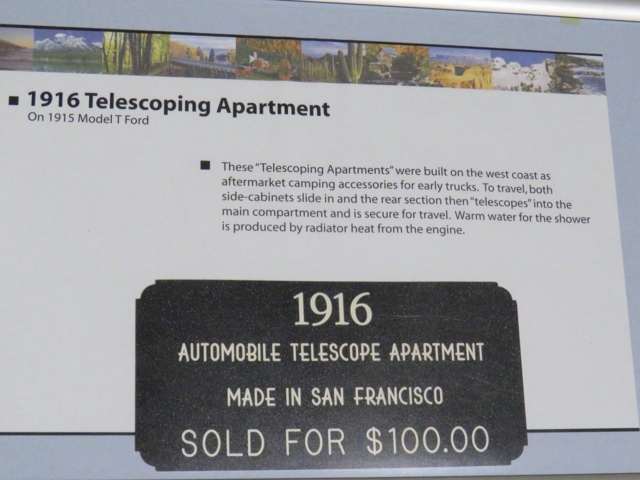 ■ 1916 Telescoping Apartment
On 1915 Model T Ford
■ These "Telescoping Apartments" were built on the west coast as
aftermarket camping accessories for early trucks. To travel, both
side-cabinets slide in and the rear section then "telescopes" into the
main compartment and is secure for travel. Warm water for the shower
is produced by radiator heat from the engine.
1916
AUTOMOBILE TELESCOPE APARTMENT
MADE IN SAN FRANCISCO
SOLD FOR $100.00